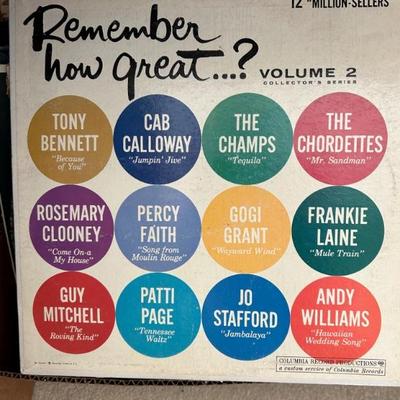 12 "MILLION-SELLERS
Remember
how great...? VOLUME 2
COLLECTOR'S SERIES
TONY
BENNETT
"Because
of You"
CAB
CALLOWAY
"Jumpin' Jive"
THE
CHAMPS
"Tequila"
THE
CHORDETTES
"Mr. Sandman"
ROSEMARY
CLOONEY
"Come On-a
My House"
PERCY
FAITH
"Song from
Moulin Rouge"
GOGI
GRANT
"Wayward Wind"
FRANKIE
LAINE
"Mule Train"
GUY
MITCHELL
"The
Roving Kind"
PATTI
PAGE
"Tennessee
Waltz"
JO
STAFFORD
"Jambalaya"
ANDY
WILLIAMS
"Hawaiian
Wedding Song"
COLUMBIA RECORD PRODUCTIONS
a custom service of Columbia Records